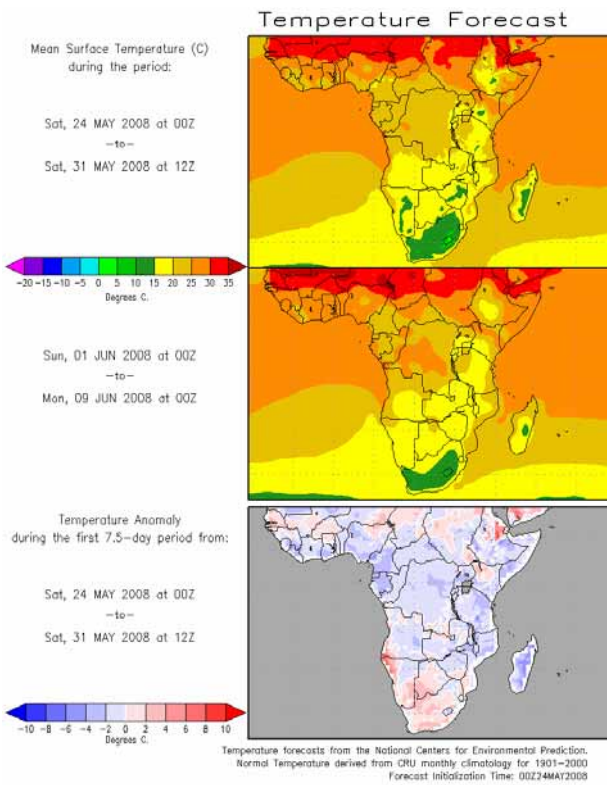 Temperature Forecast
Mean Surface Temperature (C)
during the period:
Sat, 24 MAY 2008 at 00Z
-to-
Sat, 31 MAY 2008 at 12Z
-20 -15 -10 -5 0 5 10 15 20 25 30 35
Degrees C.
Sun, 01 JUN 2008 at 00Z
-to-
Mon, 09 JUN 2008 at 00Z
Temperature Anomaly
during the first 7.5-day period from:
Sat, 24 MAY 2008 at 00Z
-to-
Sat, 31 MAY 2008 at 12Z
-10 -8 -6 -4 -2 0 2 4 6 8 10
Degrees C.
Temperature forecasts from the National Centers for Environmental Prediction.
Normal Temperature derived from CRU monthly climatology for 1901-2000
Forecast Initialization Time: 00Z24MAY2008